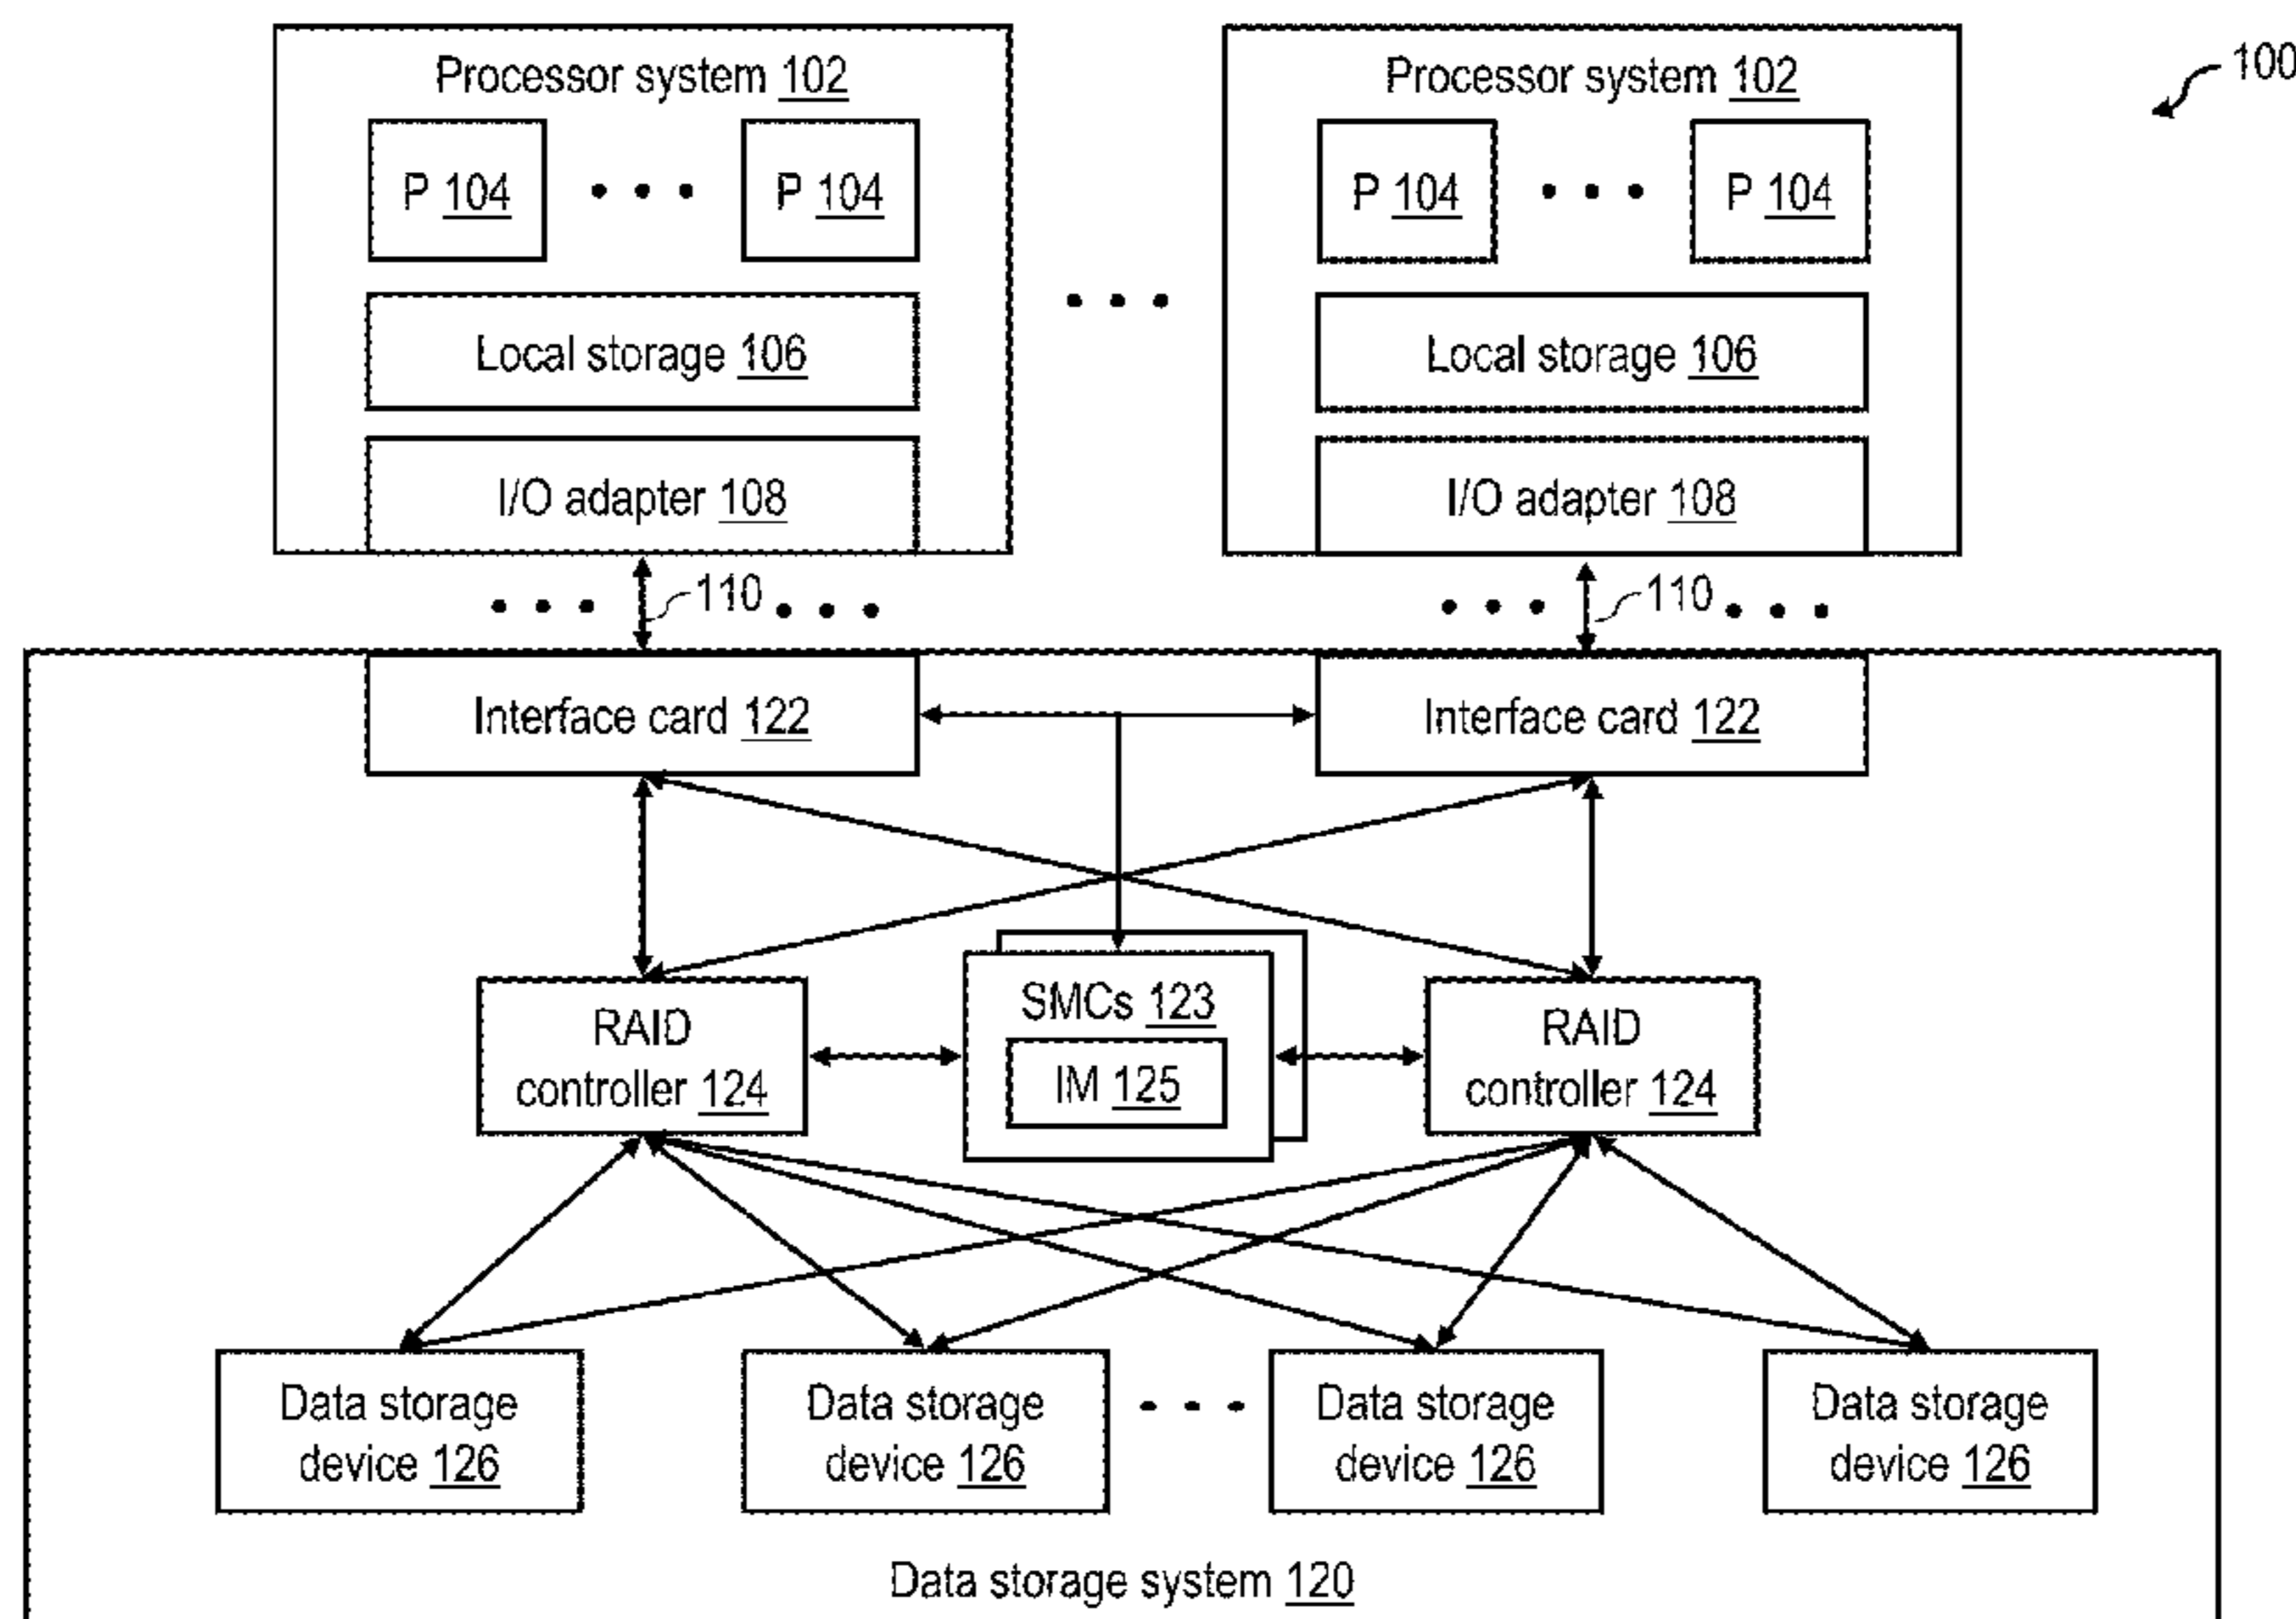 100
Processor system 102
P 104
P 104
Local storage 106
I/O adapter 108
Processor system 102
P 104
P 104
Local storage 106
I/O adapter 108
110
110
Interface card 122
Interface card 122
RAID
controller 124
SMCs 123
IM 125
RAID
controller 124
Data storage
device 126
Data storage
device 126
Data storage
device 126
Data storage
device 126
Data storage system 120